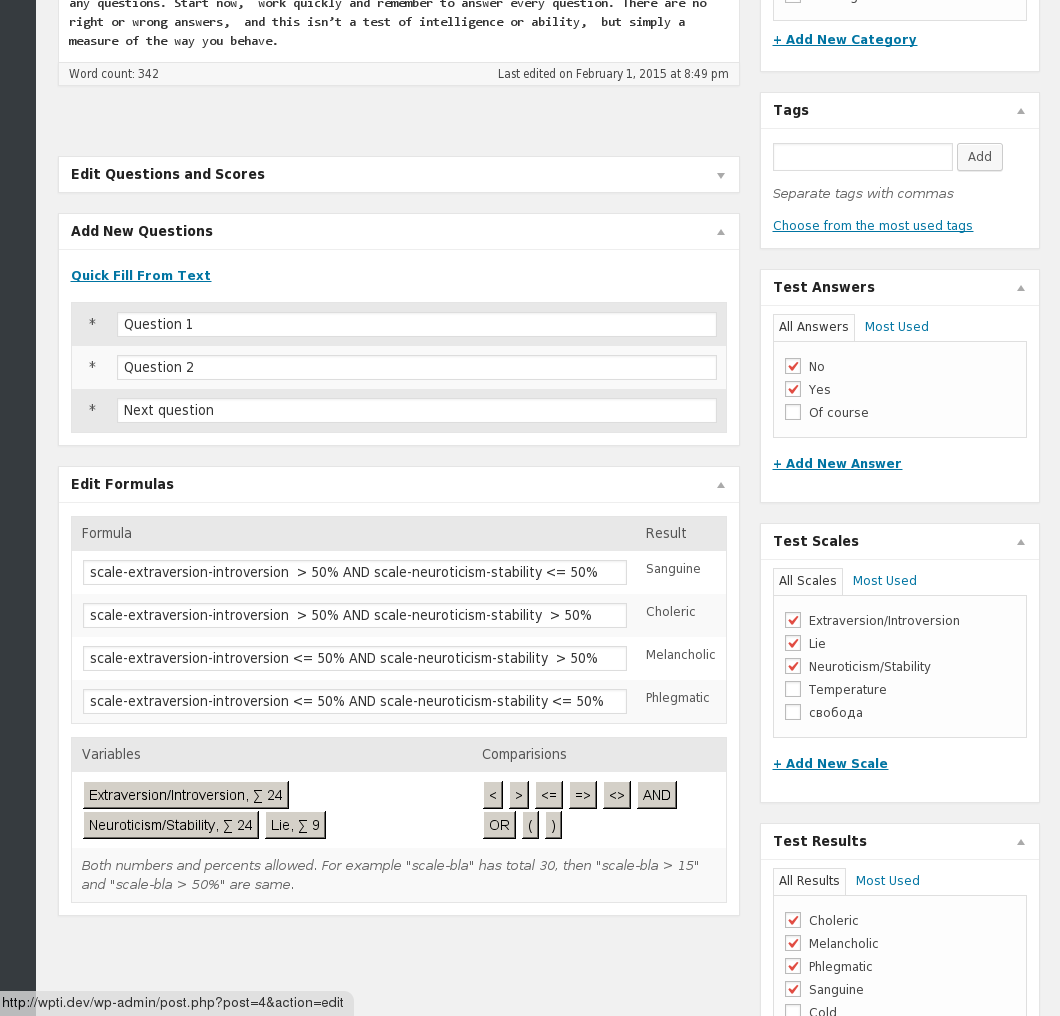 any questions. Start now,  work quickly and remember to answer every question. There are no
right or wrong answers,  and this isn’t a test of intelligence or ability,  but simply a
measure of the way you behave.
Word count: 342
Last edited on February 1, 2015 at 8:49 pm
Edit Questions and Scores
Add New Questions
Quick Fill From Text
* Question 1
* Question 2
* Next question
Edit Formulas
Formula Result
scale-extraversion-introversion  > 50% AND scale-neuroticism-stability <= 50% Sanguine
scale-extraversion-introversion  > 50% AND scale-neuroticism-stability  > 50% Choleric
scale-extraversion-introversion <= 50% AND scale-neuroticism-stability  > 50% Melancholic
scale-extraversion-introversion <= 50% AND scale-neuroticism-stability <= 50% Phlegmatic
Variables Comparisions
Extraversion/Introversion, ∑ 24 < > <= => <> AND
Neuroticism/Stability, ∑ 24 Lie, ∑ 9 OR ( )
Both numbers and percents allowed. For example "scale-bla" has total 30, then "scale-bla > 15"
and "scale-bla > 50%" are same.
+ Add New Category
Tags
Add
Separate tags with commas
Choose from the most used tags
Test Answers
All Answers Most Used
No
Yes
Of course
+ Add New Answer
Test Scales
All Scales Most Used
Extraversion/Introversion
Lie
Neuroticism/Stability
Temperature
свобода
+ Add New Scale
Test Results
All Results Most Used
Choleric
Melancholic
Phlegmatic
Sanguine
Cold
http://wpti.dev/wp-admin/post.php?post=4&action=edit